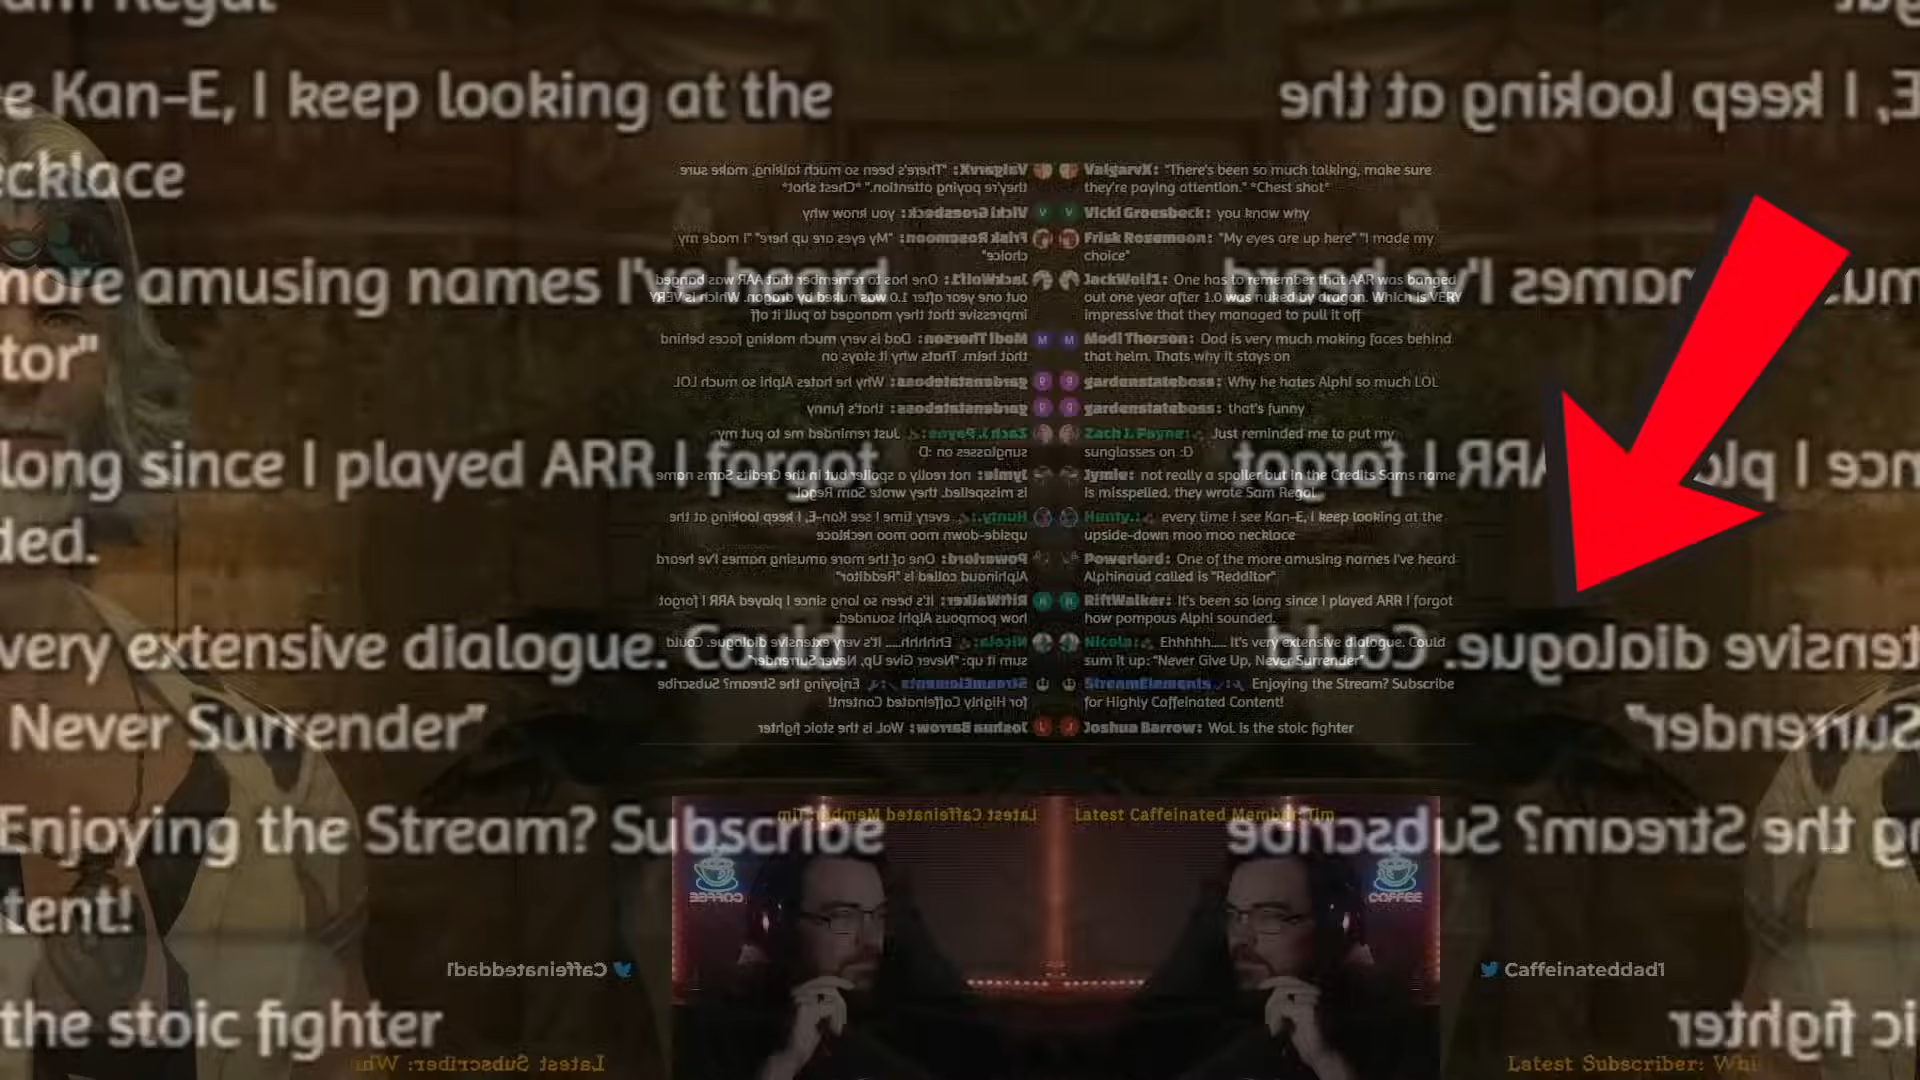 e Kan-E, I keep looking at the
ecklace
more amusing names I'v
tor"
long since I played ARR I forgot
ded.
very extensive dialogue. Could
Never Surrender"
Enjoying the Stream? Subscribe
tent!
the stoic fighter
ValgarvX: "There's been so much talking, make sure
they're paying attention." *Chest shot*
Vicki Groesbeck: you know why
Frisk Rosemoon: "My eyes are up here" "I made my
choice"
JackWolf1: One has to remember that AAR was banged
out one year after 1.0 was nuked by dragon. Which is VERY
impressive that they managed to pull it off
Modi Thorson: Dad is very much making faces behind
that helm. Thats why it stays on
gardenstateboss: Why he hates Alphi so much LOL
gardenstateboss: that's funny
Zach J. Payne: Just reminded me to put my
sunglasses on :D
Jymie: not really a spoiler but in the Credits Sams name
is misspelled. they wrote Sam Regal
Hunty.: every time I see Kan-E, I keep looking at the
upside-down moo moo necklace
Powerlord: One of the more amusing names I've heard
Alphinaud called is "Redditor"
RiftWalker: It's been so long since I played ARR I forgot
how pompous Alphi sounded.
Nicola: Ehhhhh..... It's very extensive dialogue. Could
sum it up: "Never Give Up, Never Surrender"
StreamElements: Enjoying the Stream? Subscribe
for Highly Caffeinated Content!
Joshua Barrow: WoL is the stoic fighter
Latest Caffeinated Member: Tim
COFFEE
Caffeinateddad1
Latest Subscriber: Whi